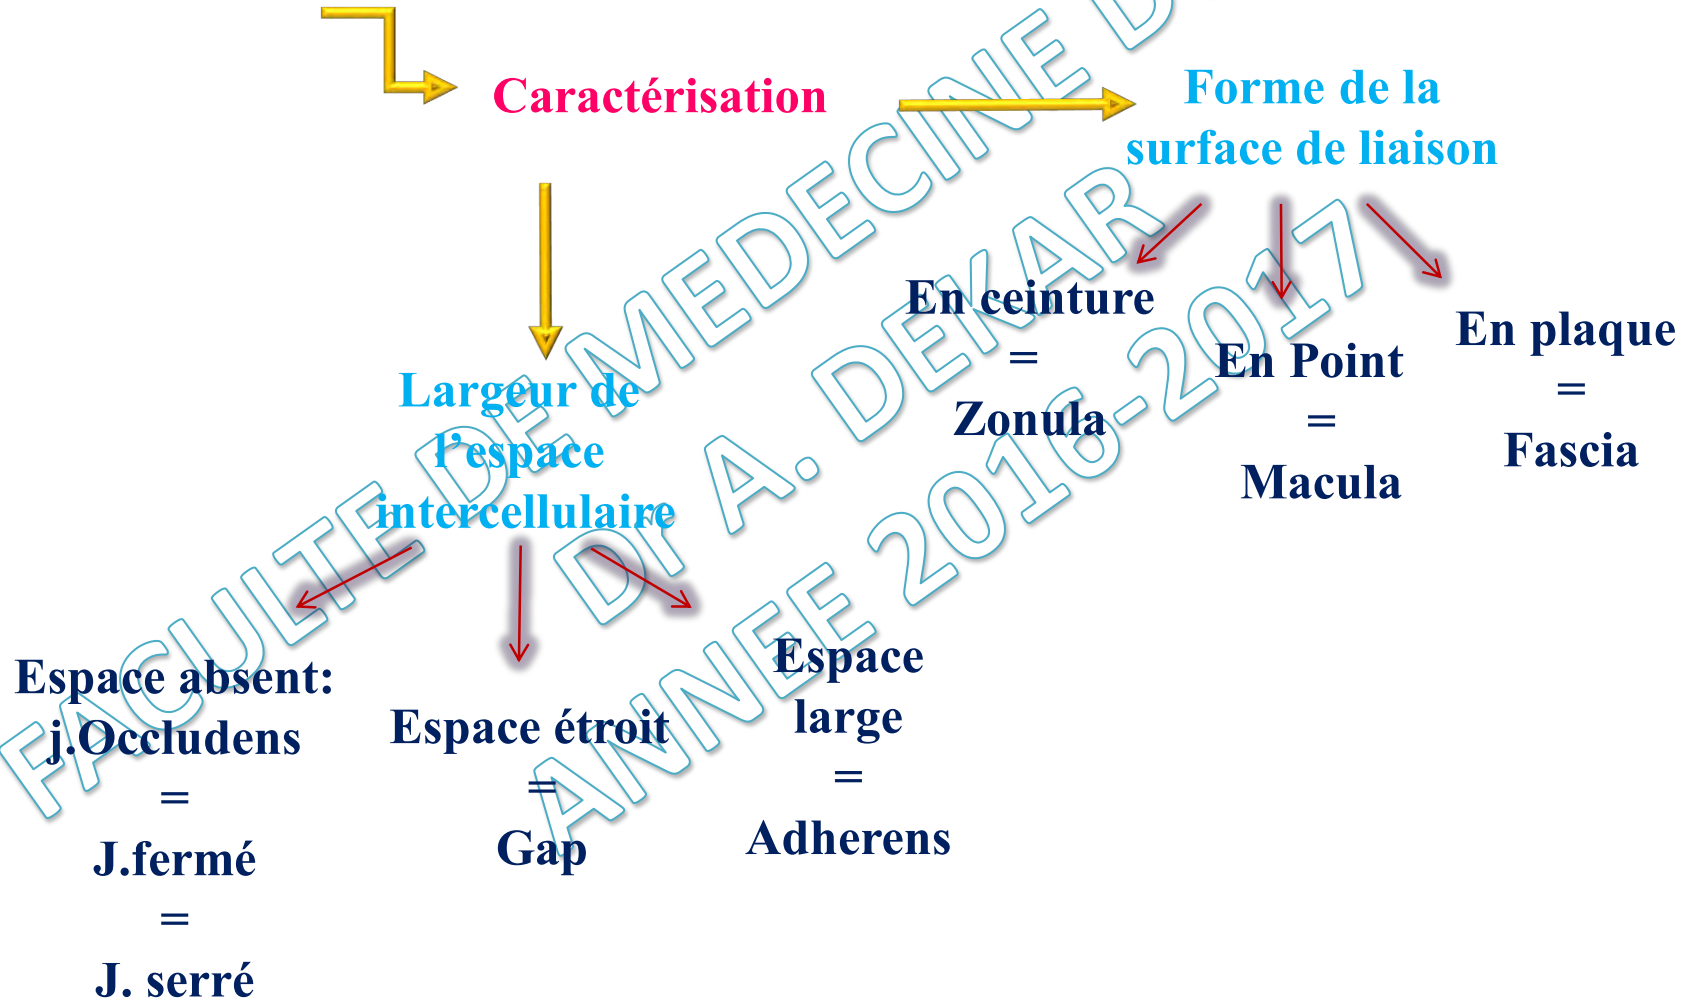 Caractérisation
Forme de la
surface de liaison
En ceinture
=
Zonula
En Point
=
Macula
En plaque
=
Fascia
Largeur de
l’espace
intercellulaire
Espace absent:
j.Occludens
=
J.fermé
=
J. serré
Espace étroit
=
Gap
Espace
large
=
Adherens
FACULTE DE MEDECINE
Dr A. DEKAR
ANNEE 2016-2017